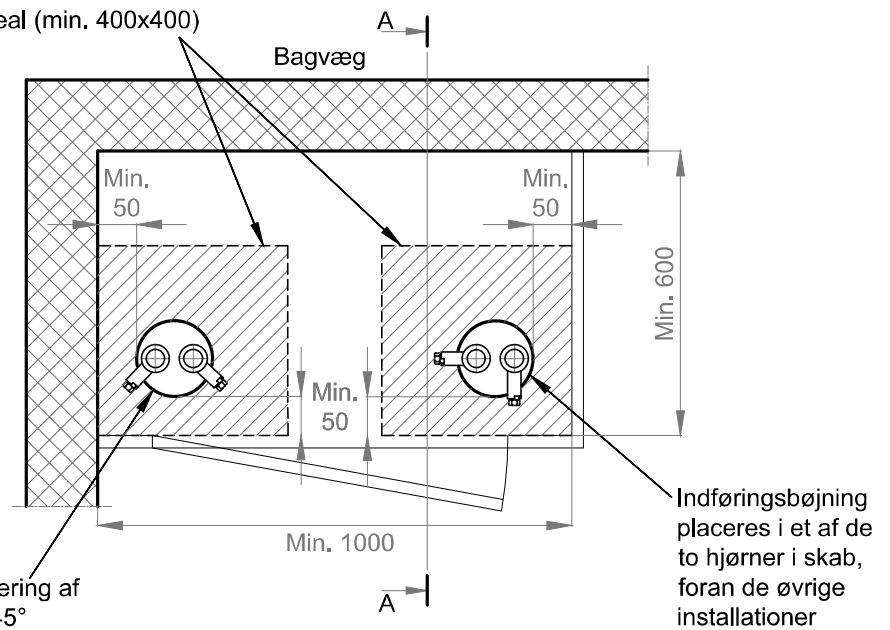 eal (min. 400x400)
A
Bagvæg
Min.
50
Min.
50
Min. 600
Min.
50
Min. 1000
Indføringsbøjning
placeres i et af de
to hjørner i skab,
foran de øvrige
installationer
ering af
45°
A